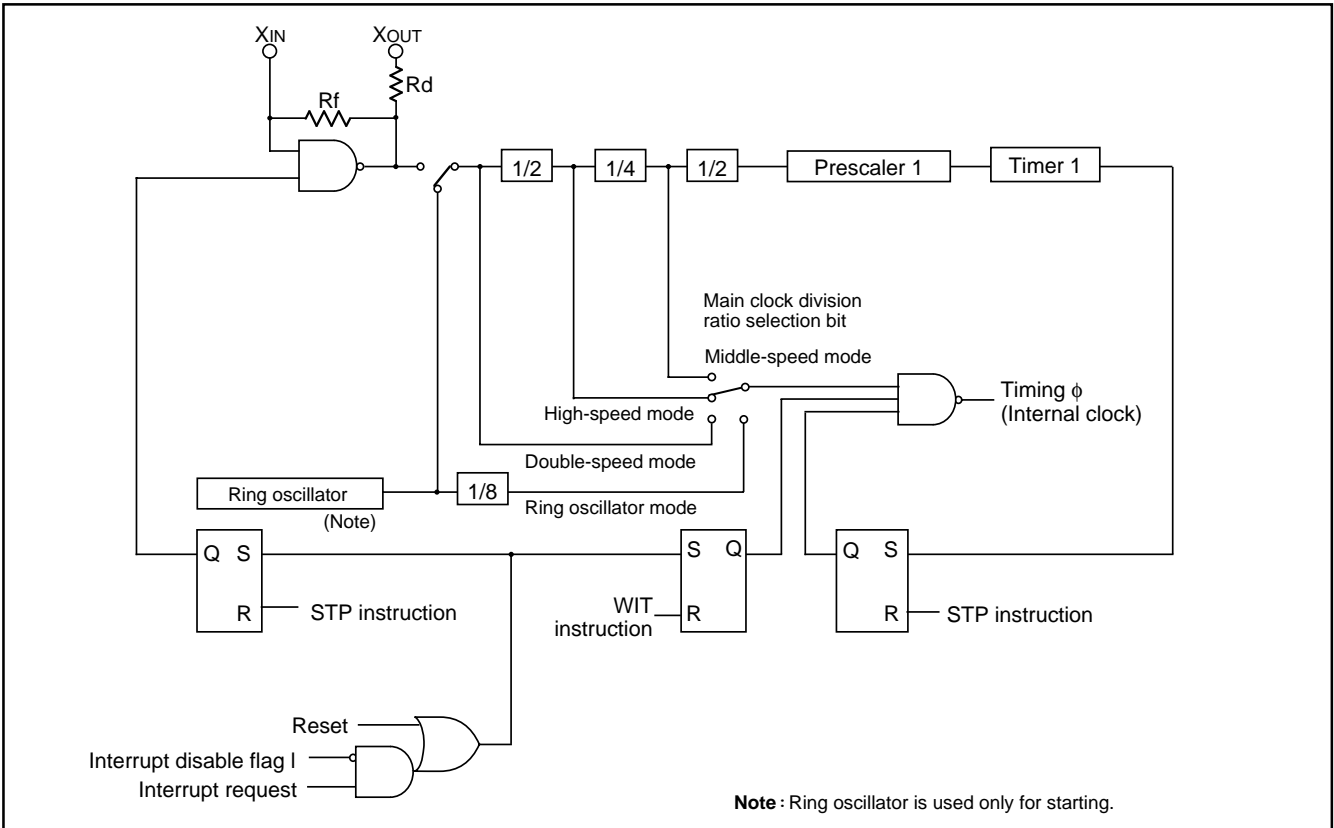 XIN
XOUT
Rd
Rf
1/2
1/4
1/2
Prescaler 1
Timer 1
Main clock division
ratio selection bit
Middle-speed mode
High-speed mode
Timing ϕ
(Internal clock)
Double-speed mode
Ring oscillator
(Note)
1/8
Ring oscillator mode
Q S
R
STP instruction
S Q
R
WIT
instruction
Q S
R
STP instruction
Reset
Interrupt disable flag I
Interrupt request
Note : Ring oscillator is used only for starting.